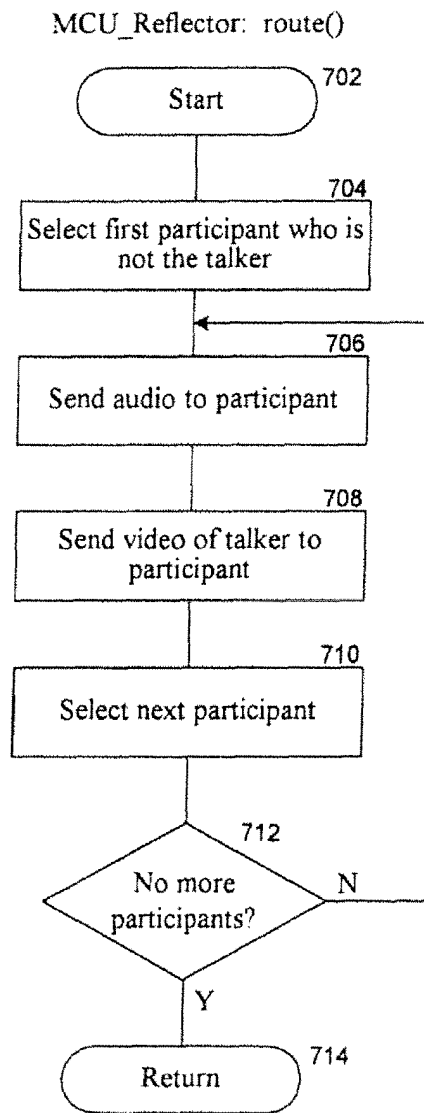 MCU_Reflector: route()
702
Start
704
Select first participant who is
not the talker
706
Send audio to participant
708
Send video of talker to
participant
710
Select next participant
712
No more
participants?
N
Y
714
Return